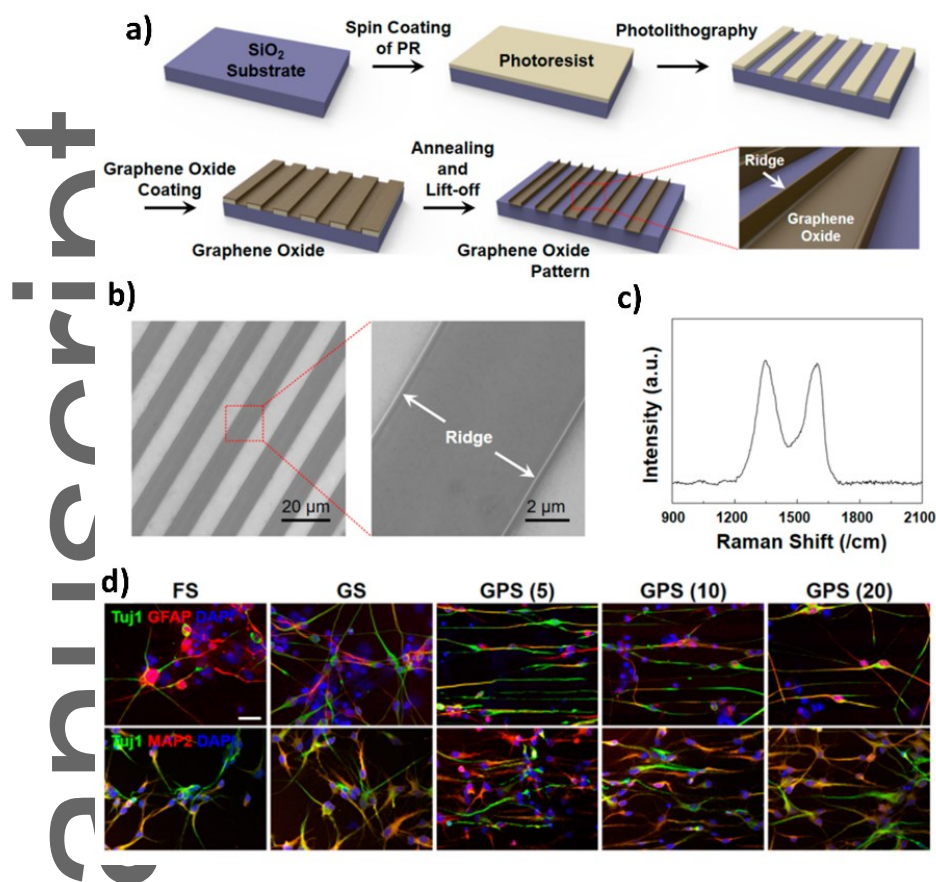 a)
SiO2
Substrate
Spin Coating
of PR
Photoresist
Photolithography
Graphene Oxide
Coating
Graphene Oxide
Annealing
and
Lift-off
Graphene Oxide
Pattern
Ridge
Graphene
Oxide
b)
20 µm
Ridge
2 µm
c)
Intensity (a.u.)
900 1200 1500 1800 2100
Raman Shift (/cm)
d)
FS GS GPS (5) GPS (10) GPS (20)
Tuj1 GFAP DAPI
Tuj1 MAP2 DAPI